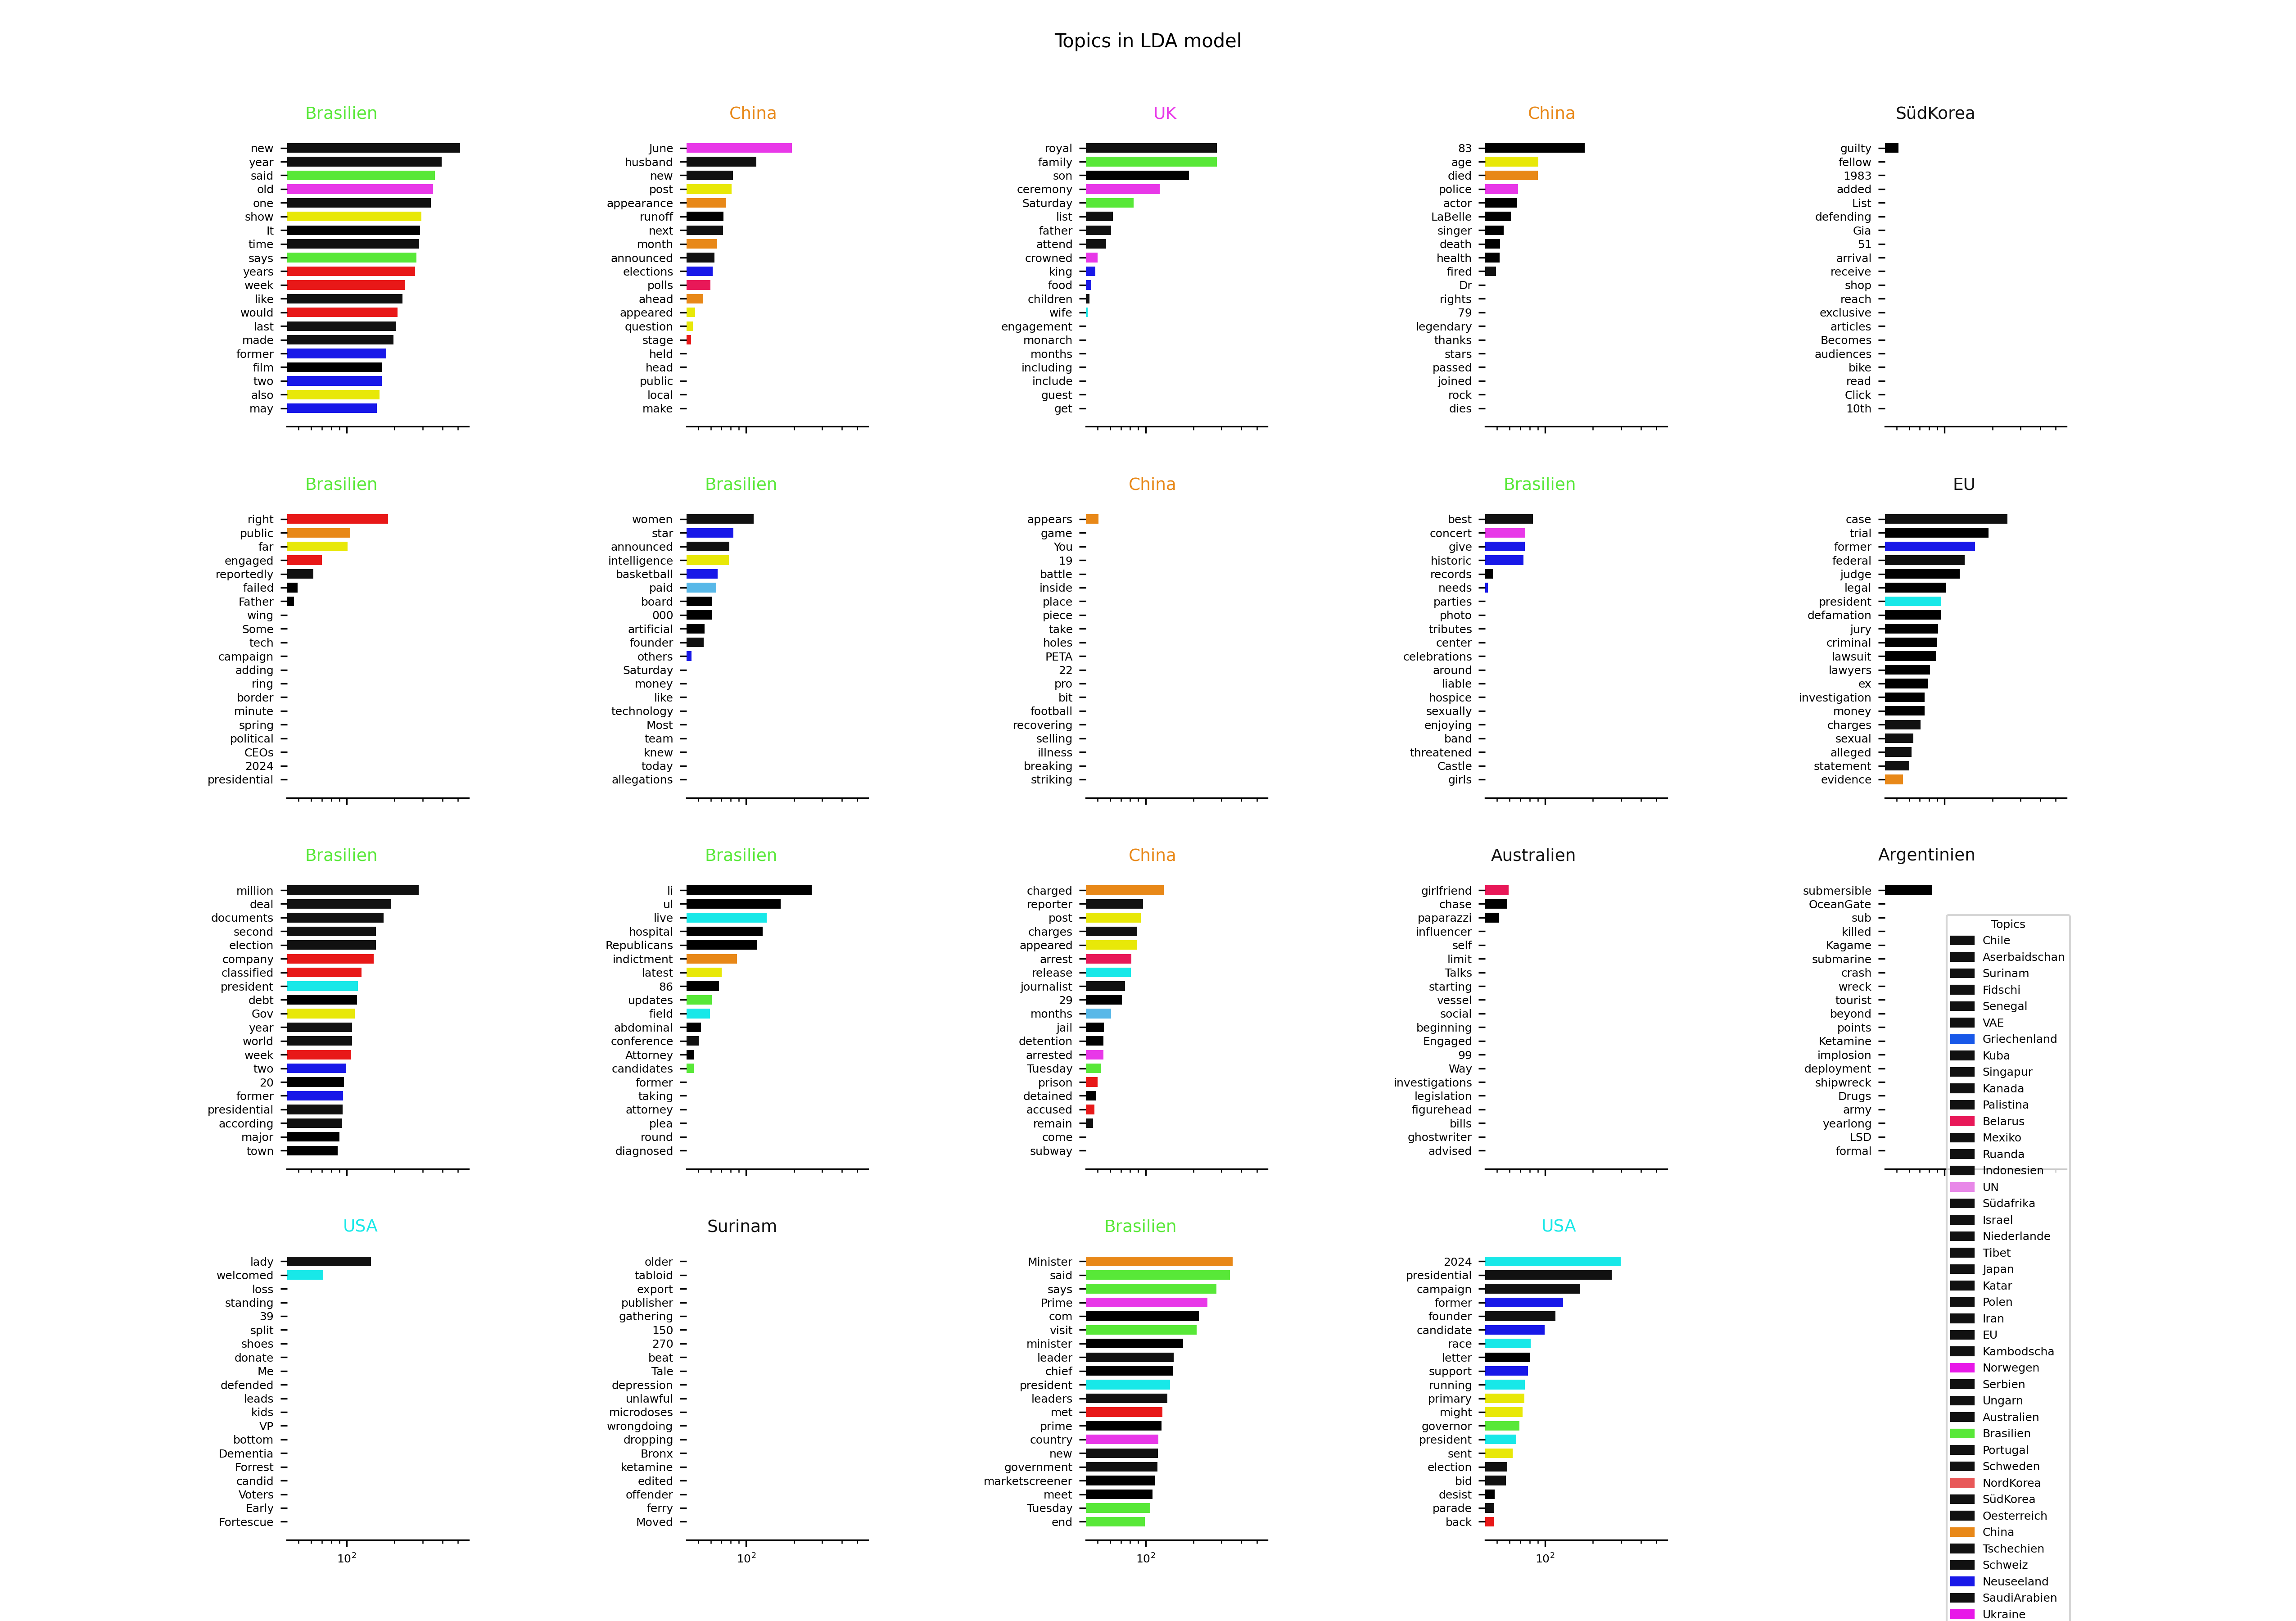 Topics in LDA model
Brasilien
new
year
said
old
one
show
It
time
says
years
week
like
would
last
made
former
film
two
also
may
China
June
husband
new
post
appearance
runoff
next
month
announced
elections
polls
ahead
appeared
question
stage
held
head
public
local
make
UK
royal
family
son
ceremony
Saturday
list
father
attend
crowned
king
food
children
wife
engagement
monarch
months
including
include
guest
get
China
83
age
died
police
actor
LaBelle
singer
death
health
fired
Dr
rights
79
legendary
thanks
stars
passed
joined
rock
dies
SüdKorea
guilty
fellow
1983
added
List
defending
Gia
51
arrival
receive
shop
reach
exclusive
articles
Becomes
audiences
bike
read
Click
10th
Brasilien
right
public
far
engaged
reportedly
failed
Father
wing
Some
tech
campaign
adding
ring
border
minute
spring
political
CEOs
2024
presidential
Brasilien
women
star
announced
intelligence
basketball
paid
board
000
artificial
founder
others
Saturday
money
like
technology
Most
team
knew
today
allegations
China
appears
game
You
19
battle
inside
place
piece
take
holes
PETA
22
pro
bit
football
recovering
selling
illness
breaking
striking
Brasilien
best
concert
give
historic
records
needs
parties
photo
tributes
center
celebrations
around
liable
hospice
sexually
enjoying
band
threatened
Castle
girls
EU
case
trial
former
federal
judge
legal
president
defamation
jury
criminal
lawsuit
lawyers
ex
investigation
money
charges
sexual
alleged
statement
evidence
Brasilien
million
deal
documents
second
election
company
classified
president
debt
Gov
year
world
week
two
20
former
presidential
according
major
town
Brasilien
li
ul
live
hospital
Republicans
indictment
latest
86
updates
field
abdominal
conference
Attorney
candidates
former
taking
attorney
plea
round
diagnosed
China
charged
reporter
post
charges
appeared
arrest
release
journalist
29
months
jail
detention
arrested
Tuesday
prison
detained
accused
remain
come
subway
Australien
girlfriend
chase
paparazzi
influencer
self
limit
Talks
starting
vessel
social
beginning
Engaged
99
Way
investigations
legislation
figurehead
bills
ghostwriter
advised
Argentinien
submersible
OceanGate
sub
killed
Kagame
submarine
crash
wreck
tourist
beyond
points
Ketamine
implosion
deployment
shipwreck
Drugs
army
yearlong
LSD
formal
USA
lady
welcomed
loss
standing
39
split
shoes
donate
Me
defended
leads
kids
VP
bottom
Dementia
Forrest
candid
Voters
Early
Fortescue
10²
Surinam
older
tabloid
export
publisher
gathering
150
270
beat
Tale
depression
unlawful
microdoses
wrongdoing
dropping
Bronx
ketamine
edited
offender
ferry
Moved
10²
Brasilien
Minister
said
says
Prime
com
visit
minister
leader
chief
president
leaders
met
prime
country
new
government
marketscreener
meet
Tuesday
end
10²
USA
2024
presidential
campaign
former
founder
candidate
race
letter
support
running
primary
might
governor
president
sent
election
bid
desist
parade
back
10²
Topics
Chile
Aserbaidschan
Surinam
Fidschi
Senegal
VAE
Griechenland
Kuba
Singapur
Kanada
Palistina
Belarus
Mexiko
Ruanda
Indonesien
UN
Südafrika
Israel
Niederlande
Tibet
Japan
Katar
Polen
Iran
EU
Kambodscha
Norwegen
Serbien
Ungarn
Australien
Brasilien
Portugal
Schweden
NordKorea
SüdKorea
Oesterreich
China
Tschechien
Schweiz
Neuseeland
SaudiArabien
Ukraine